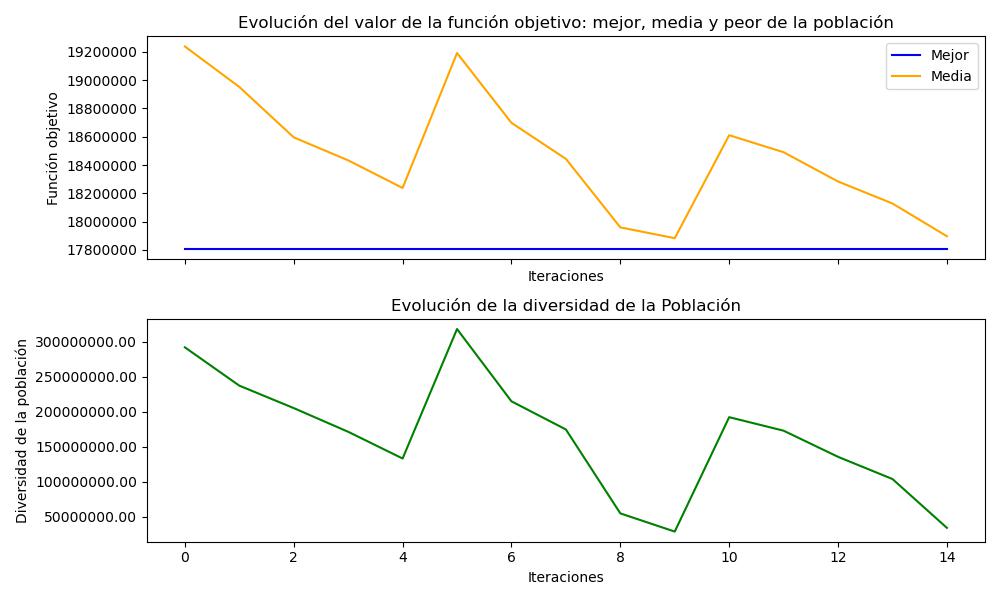 Evolución del valor de la función objetivo: mejor, media y peor de la población
Función objetivo
19200000
19000000
18800000
18600000
18400000
18200000
18000000
17800000
Mejor
Media
Iteraciones
Evolución de la diversidad de la Población
Diversidad de la población
300000000.00
250000000.00
200000000.00
150000000.00
100000000.00
50000000.00
0 2 4 6 8 10 12 14
Iteraciones